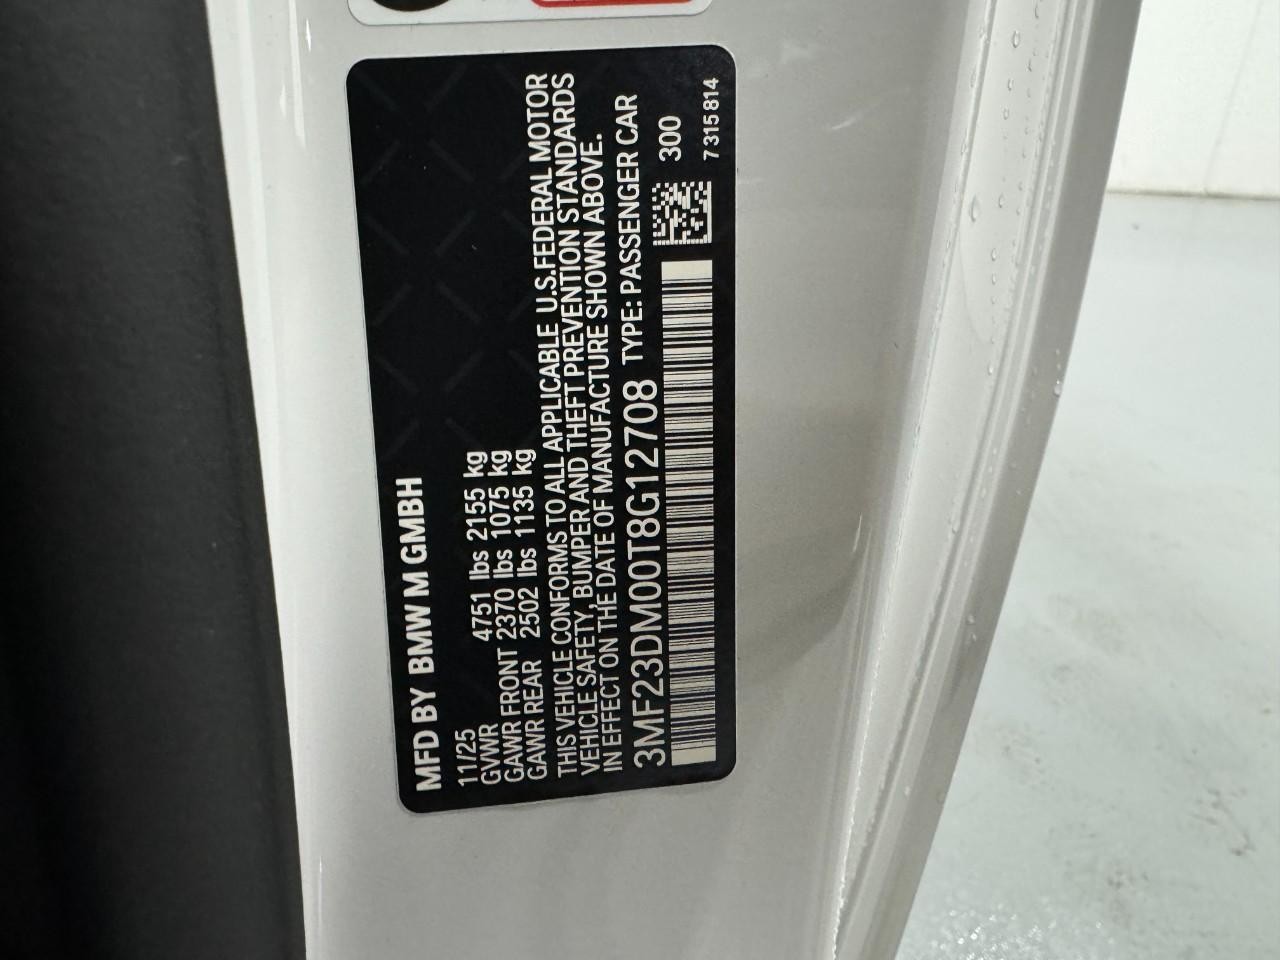 MFD BY BMW M GMBH
11/25
GVWR 4751 lbs 2155 kg
GAWR FRONT 2370 lbs 1075 kg
GAWR REAR 2502 lbs 1135 kg
THIS VEHICLE CONFORMS TO ALL APPLICABLE U.S.FEDERAL MOTOR
VEHICLE SAFETY, BUMPER AND THEFT PREVENTION STANDARDS
IN EFFECT ON THE DATE OF MANUFACTURE SHOWN ABOVE.
3MF23DM00T8G12708 TYPE: PASSENGER CAR
300
7 315 814